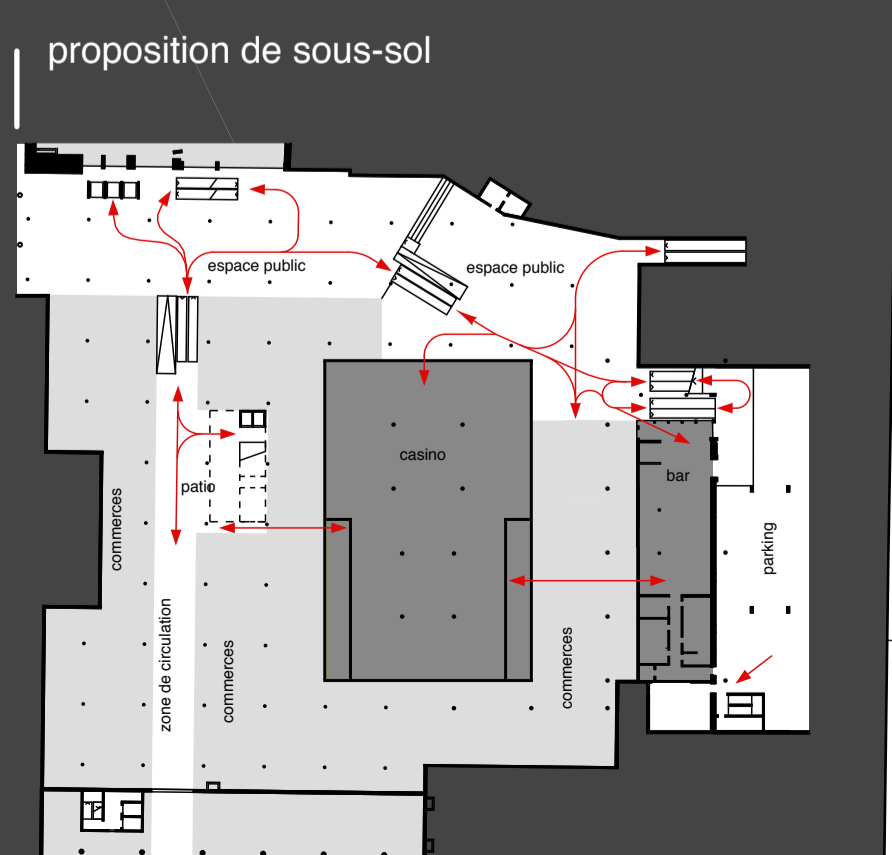 proposition de sous-sol
espace public
espace public
casino
bar
patio
commerces
parking
zone de circulation
commerces
commerces